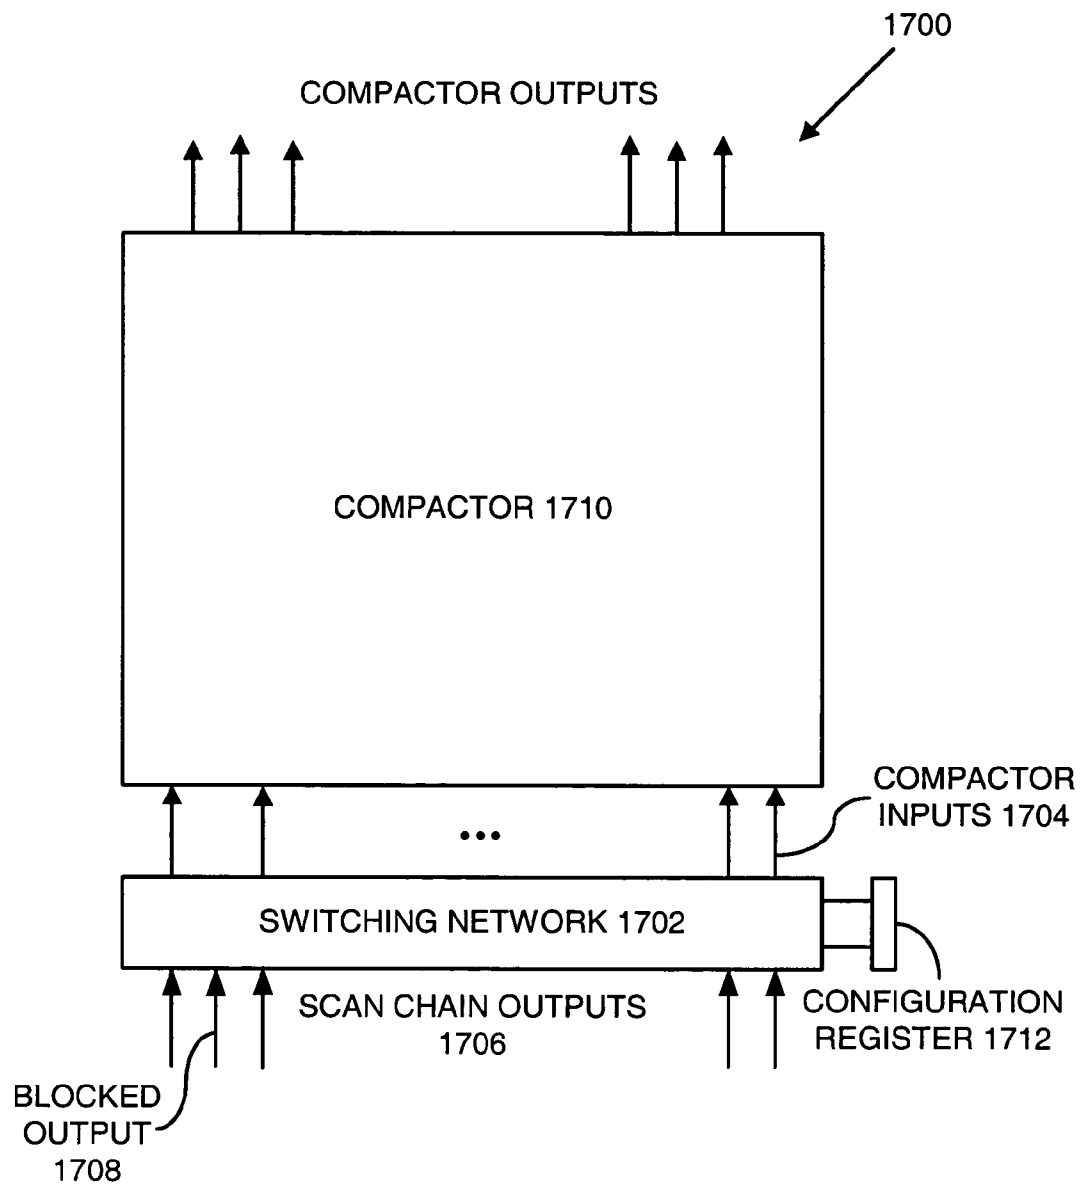 1700
COMPACTOR OUTPUTS
COMPACTOR 1710
COMPACTOR
INPUTS 1704
SWITCHING NETWORK 1702
SCAN CHAIN OUTPUTS
1706
CONFIGURATION
REGISTER 1712
BLOCKED
OUTPUT
1708